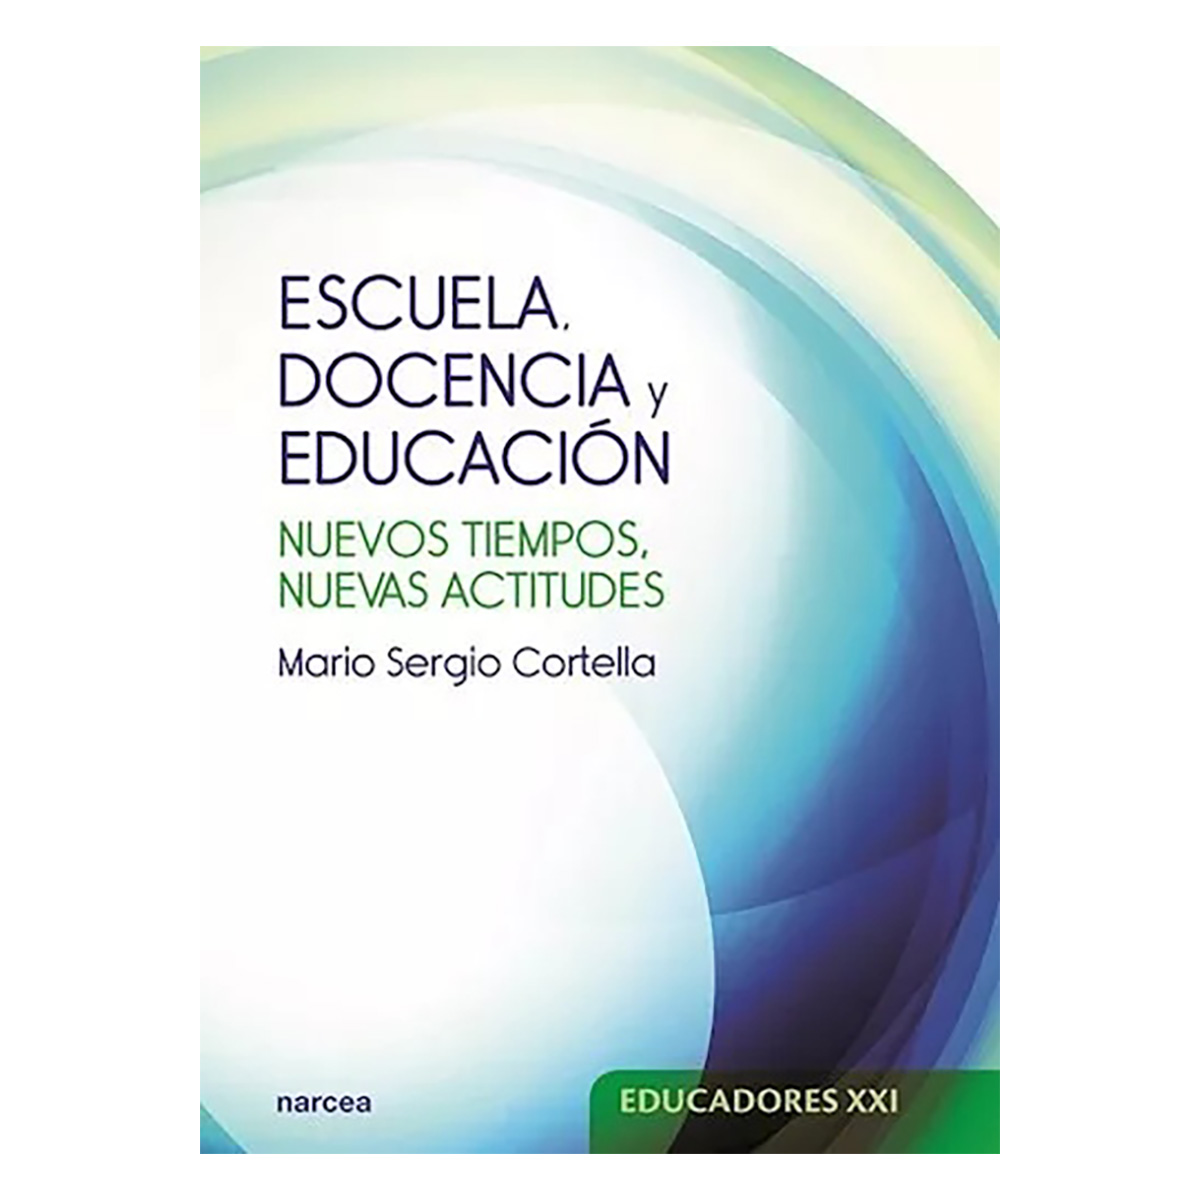 ESCUELA,
DOCENCIA y
EDUCACIÓN
NUEVOS TIEMPOS,
NUEVAS ACTITUDES
Mario Sergio Cortella
narcea
EDUCADORES XXI